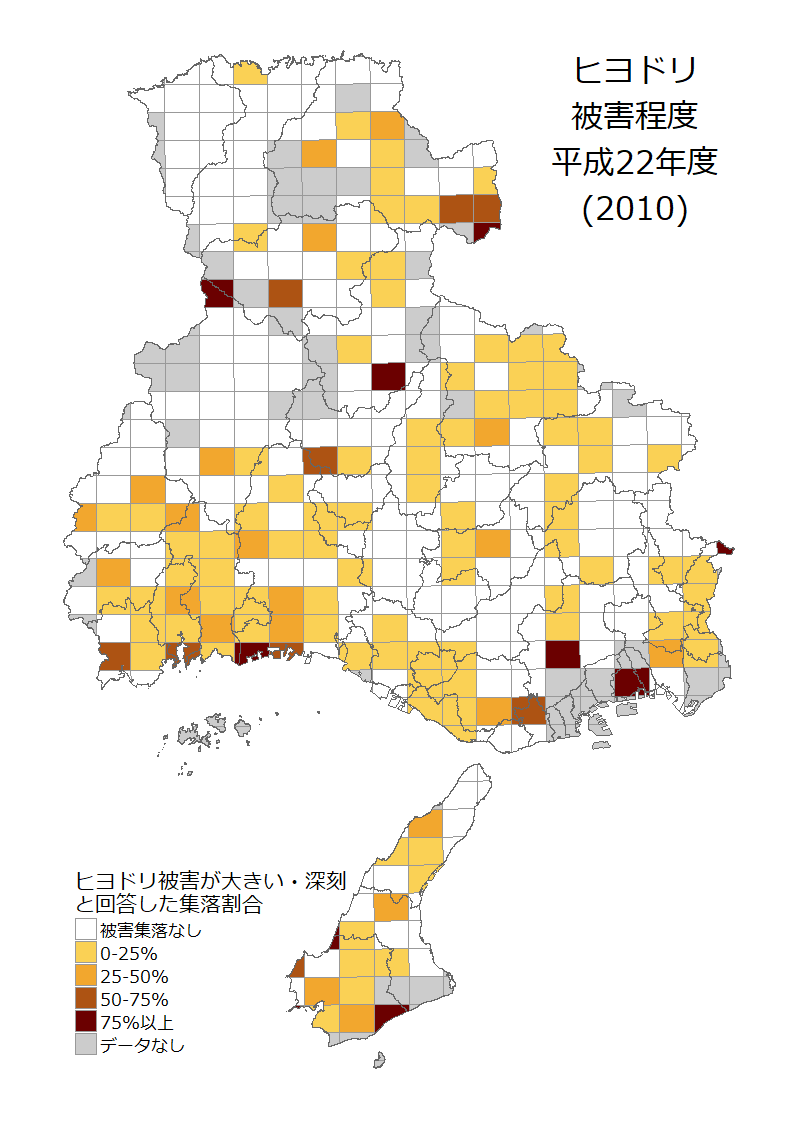 ヒヨドリ
被害程度
平成22年度
(2010)
ヒヨドリ被害が大きい・深刻
と回答した集落割合
被害集落なし
0-25%
25-50%
50-75%
75%以上
データなし